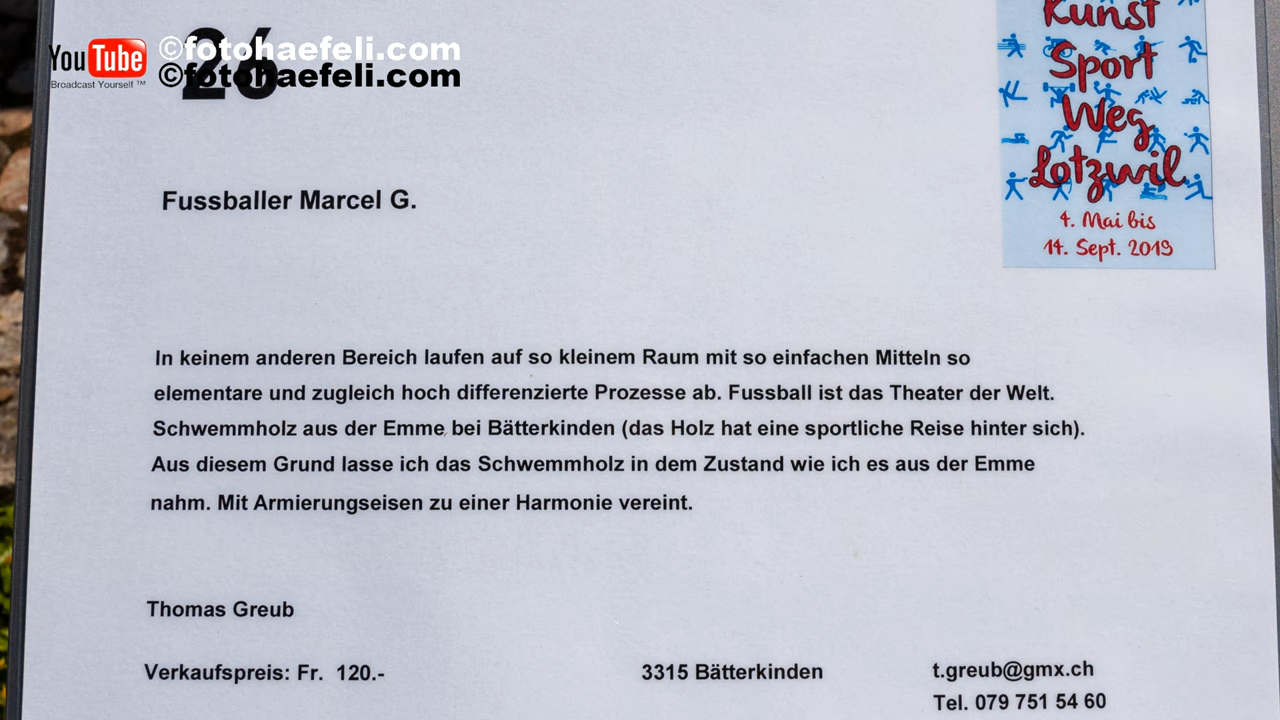 26
You Tube
Broadcast Yourself ™
©fotohaefeli.com
©fotohaefeli.com
Kunst
Sport
Weg
Lotzwil
4. Mai bis
14. Sept. 2019
Fussballer Marcel G.
In keinem anderen Bereich laufen auf so kleinem Raum mit so einfachen Mitteln so
elementare und zugleich hoch differenzierte Prozesse ab. Fussball ist das Theater der Welt.
Schwemmholz aus der Emme bei Bätterkinden (das Holz hat eine sportliche Reise hinter sich).
Aus diesem Grund lasse ich das Schwemmholz in dem Zustand wie ich es aus der Emme
nahm. Mit Armierungseisen zu einer Harmonie vereint.
Thomas Greub
Verkaufspreis: Fr. 120.-
3315 Bätterkinden
t.greub@gmx.ch
Tel. 079 751 54 60